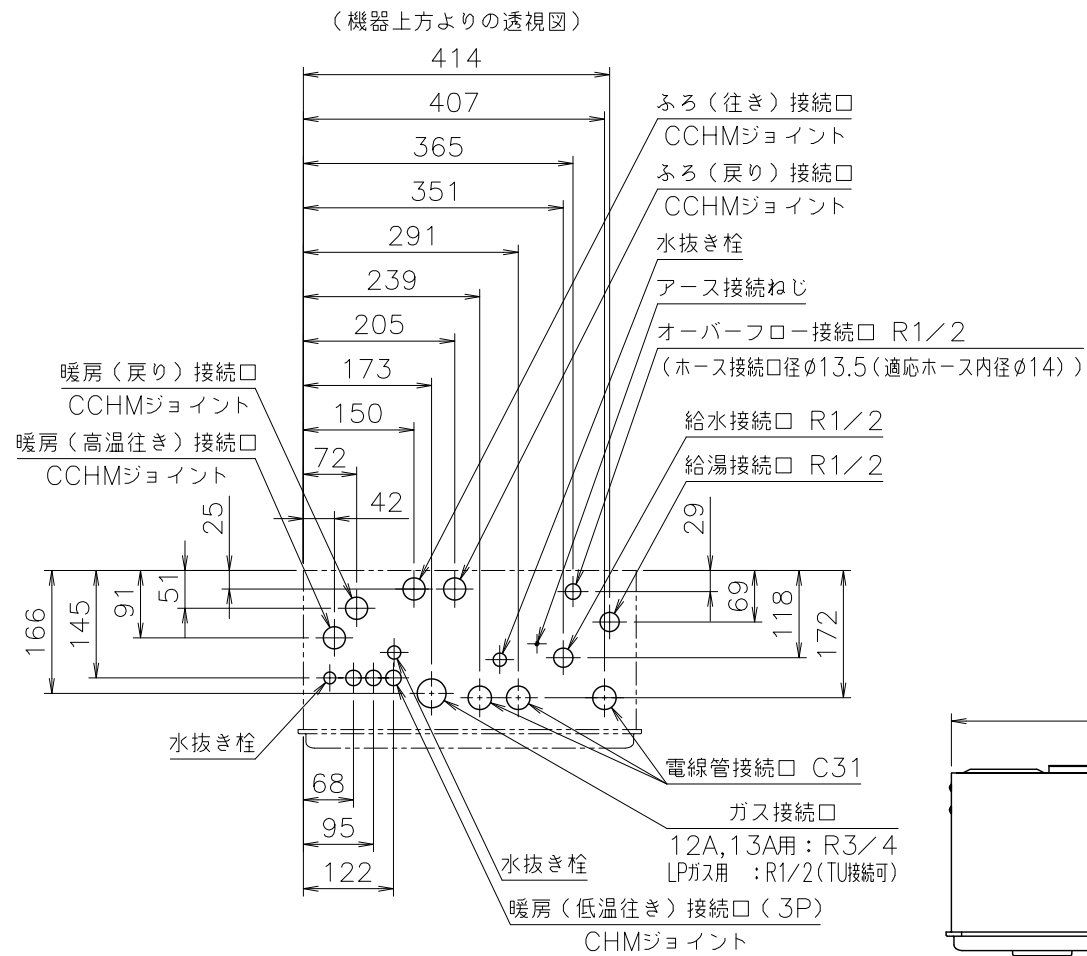 (機器上方よりの透視図)
414
407
365
351
291
239
205
173
150
72
42
ふろ(往き)接続口
CCHMジョイント
ふろ(戻り)接続口
CCHMジョイント
水抜き栓
アース接続ねじ
オーバーフロー接続口 R1/2
(ホース接続口径φ13.5(適応ホース内径φ14))
給水接続口 R1/2
給湯接続口 R1/2
暖房(戻り)接続口
CCHMジョイント
暖房(高温往き)接続口
CCHMジョイント
25
51
91
145
166
29
69
118
172
水抜き栓
68
95
122
電線管接続口 C31
ガス接続口
12A,13A用:R3/4
LPガス用 :R1/2(TU接続可)
水抜き栓
暖房(低温往き)接続口(3P)
CHMジョイント